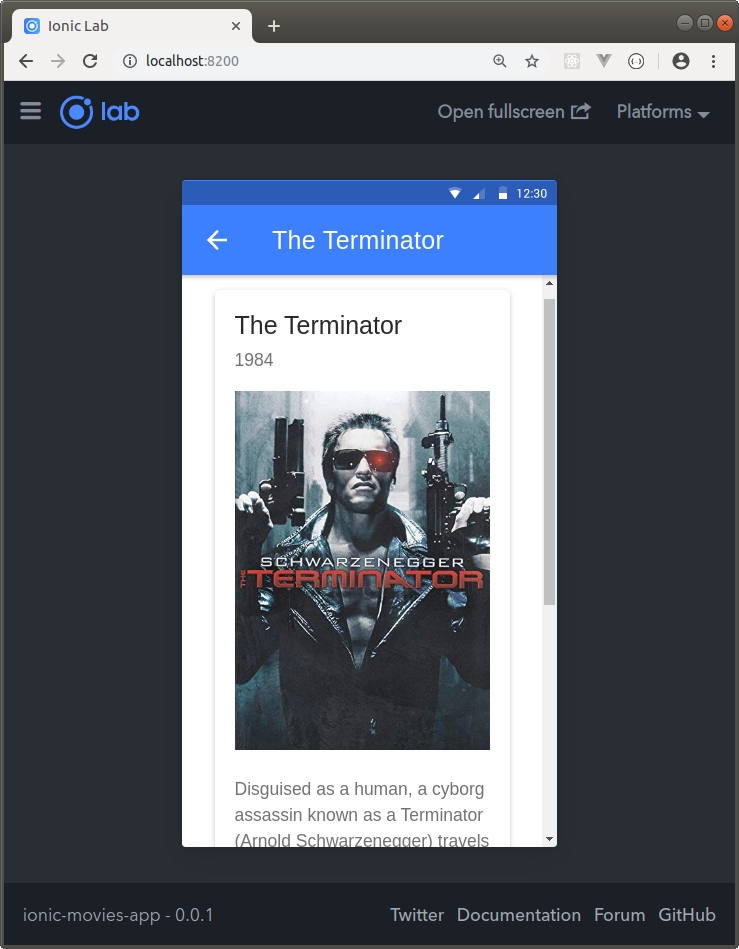 Ionic Lab
localhost:8200
lab
Open fullscreen
Platforms
12:30
The Terminator
The Terminator
1984
SCHWARZENEGGER
THE TERMINATOR
Disguised as a human, a cyborg
assassin known as a Terminator
(Arnold Schwarzenegger) travels
ionic-movies-app - 0.0.1
Twitter Documentation Forum GitHub